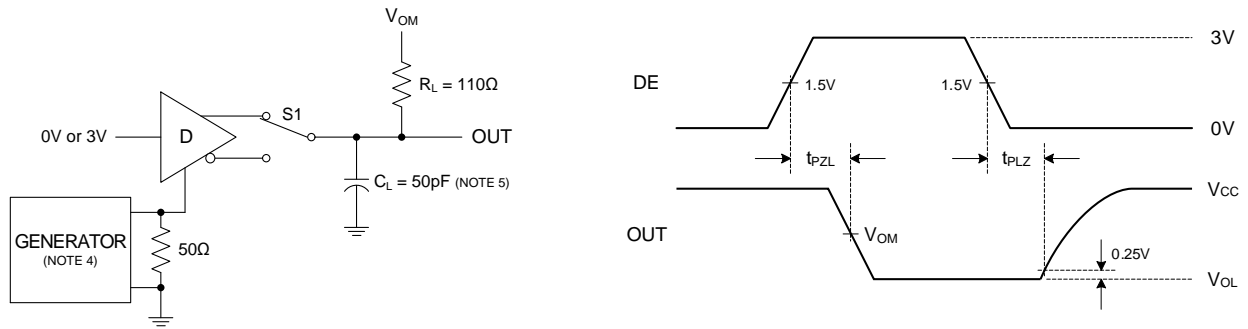 VOM
RL = 110Ω
S1
0V or 3V
D
OUT
CL = 50pF (NOTE 5)
GENERATOR
(NOTE 4)
50Ω
3V
DE
1.5V
1.5V
0V
tPZL
tPLZ
VCC
OUT
VOM
0.25V
VOL